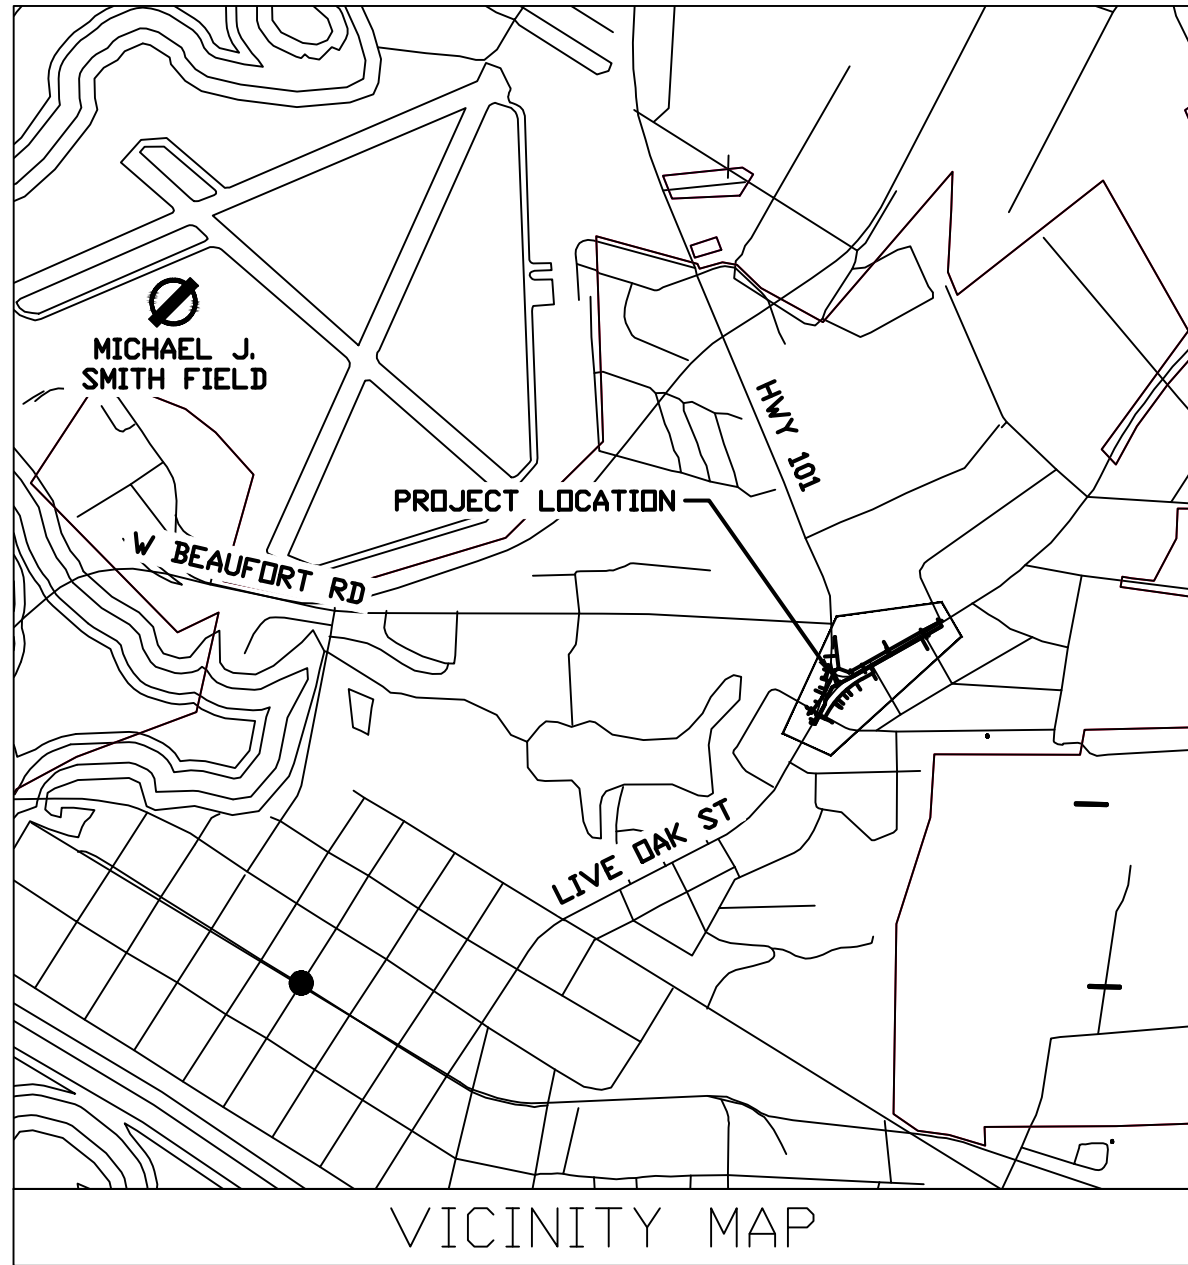 MICHAEL J.
SMITH FIELD
HWY 101
PROJECT LOCATION
W BEAUFORT RD
LIVE OAK ST
VICINITY MAP